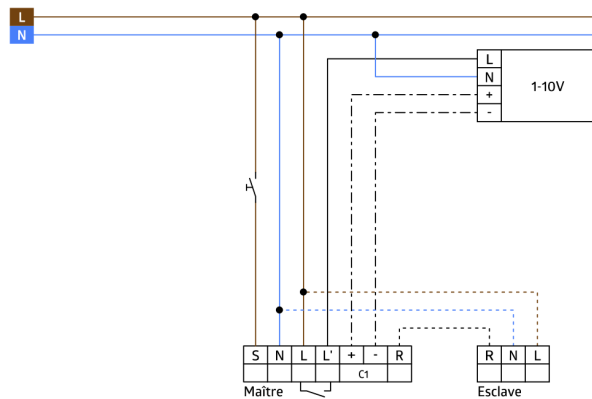 L
N
L
N
+
-
1-10V
S N L L' + - R
C1
Maître
R N L
Esclave